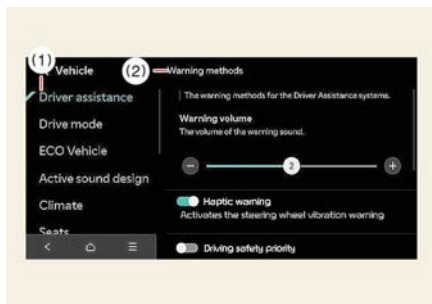 (1)
(2)
Vehicle
Warning methods
Driver assistance
The warning methods for the Driver Assistance systems.
Drive mode
Warning volume
The volume of the warning sound.
ECO Vehicle
2
Active sound design
Haptic warning
Activates the steering wheel vibration warning
Climate
Seats
Driving safety priority